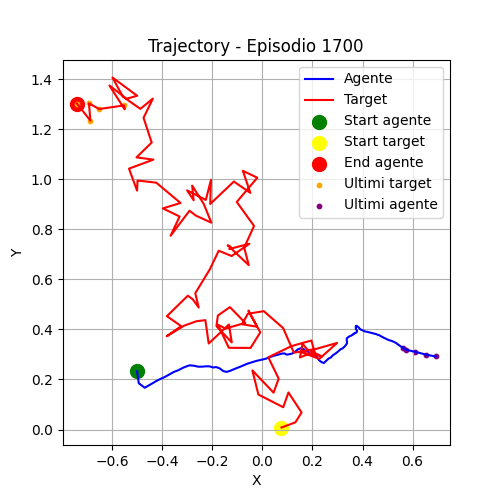 Trajectory - Episodio 1700
Agente
Target
Start agente
Start target
End agente
Ultimi target
Ultimi agente
Y
1.4
1.2
1.0
0.8
0.6
0.4
0.2
0.0
−0.6 −0.4 −0.2 0.0 0.2 0.4 0.6
X